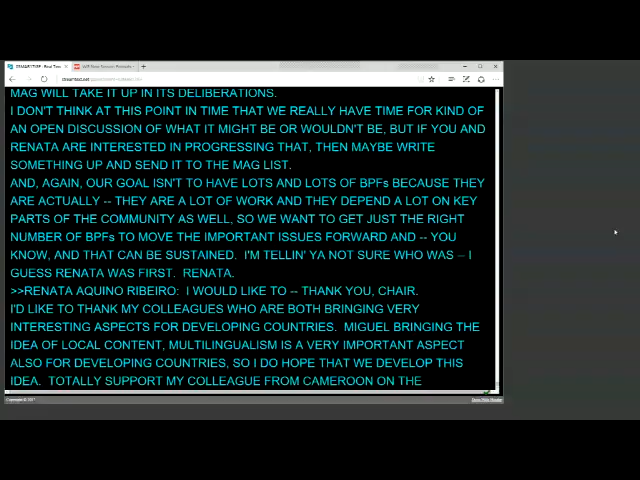 MAG WILL TAKE IT UP IN ITS DELIBERATIONS.
I DON'T THINK AT THIS POINT IN TIME THAT WE REALLY HAVE TIME FOR KIND OF
AN OPEN DISCUSSION OF WHAT IT MIGHT BE OR WOULDN'T BE, BUT IF YOU AND
RENATA ARE INTERESTED IN PROGRESSING THAT, THEN MAYBE WRITE
SOMETHING UP AND SEND IT TO THE MAG LIST.
AND, AGAIN, OUR GOAL ISN'T TO HAVE LOTS AND LOTS OF BPFs BECAUSE THEY
ARE ACTUALLY -- THEY ARE A LOT OF WORK AND THEY DEPEND A LOT ON KEY
PARTS OF THE COMMUNITY AS WELL, SO WE WANT TO GET JUST THE RIGHT
NUMBER OF BPFs TO MOVE THE IMPORTANT ISSUES FORWARD AND -- YOU
KNOW, AND THAT CAN BE SUSTAINED.  I'M TELLIN' YA NOT SURE WHO WAS -- I
GUESS RENATA WAS FIRST.  RENATA.
>>RENATA AQUINO RIBEIRO:  I WOULD LIKE TO -- THANK YOU, CHAIR.
I'D LIKE TO THANK MY COLLEAGUES WHO ARE BOTH BRINGING VERY
INTERESTING ASPECTS FOR DEVELOPING COUNTRIES.  MIGUEL BRINGING THE
IDEA OF LOCAL CONTENT, MULTILINGUALISM IS A VERY IMPORTANT ASPECT
ALSO FOR DEVELOPING COUNTRIES, SO I DO HOPE THAT WE DEVELOP THIS
IDEA.  TOTALLY SUPPORT MY COLLEAGUE FROM CAMEROON ON THE